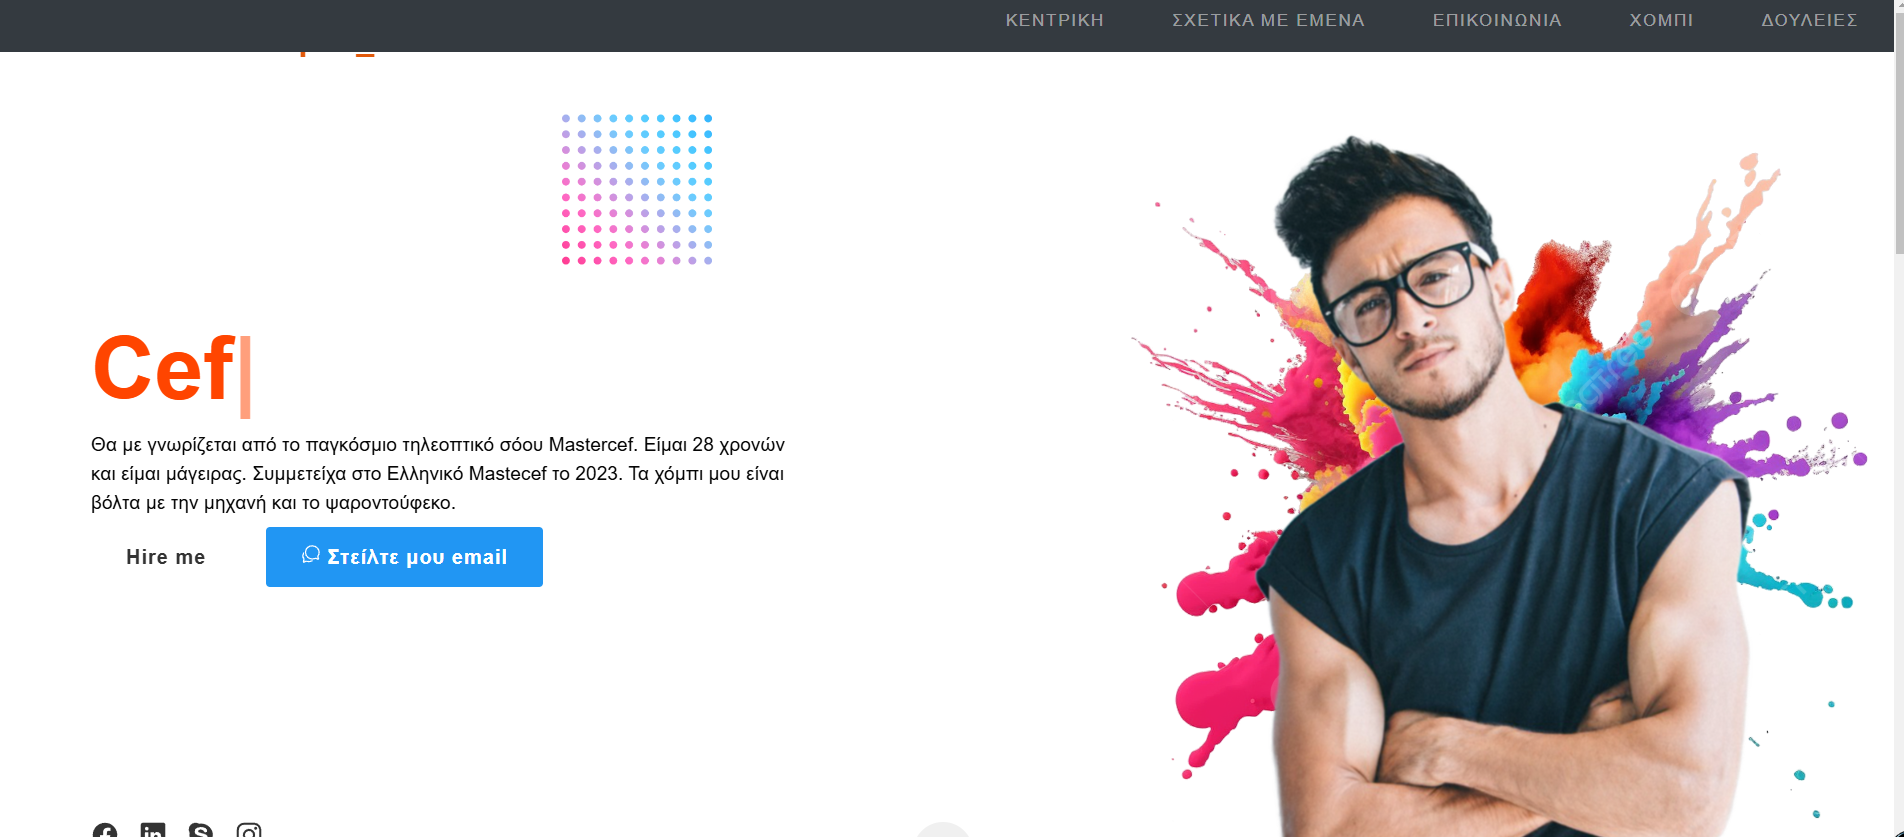 ΚΕΝΤΡΙΚΗ ΣΧΕΤΙΚΑ ΜΕ ΕΜΕΝΑ ΕΠΙΚΟΙΝΩΝΙΑ ΧΟΜΠΙ ΔΟΥΛΕΙΕΣ
Cef|
Θα με γνωρίζεται από το παγκόσμιο τηλεοπτικό σόου Mastercef. Είμαι 28 χρονών
και είμαι μάγειρας. Συμμετείχα στο Ελληνικό Mastecef το 2023. Τα χόμπι μου είναι
βόλτα με την μηχανή και το ψαροντούφεκο.
Hire me Στείλτε μου email